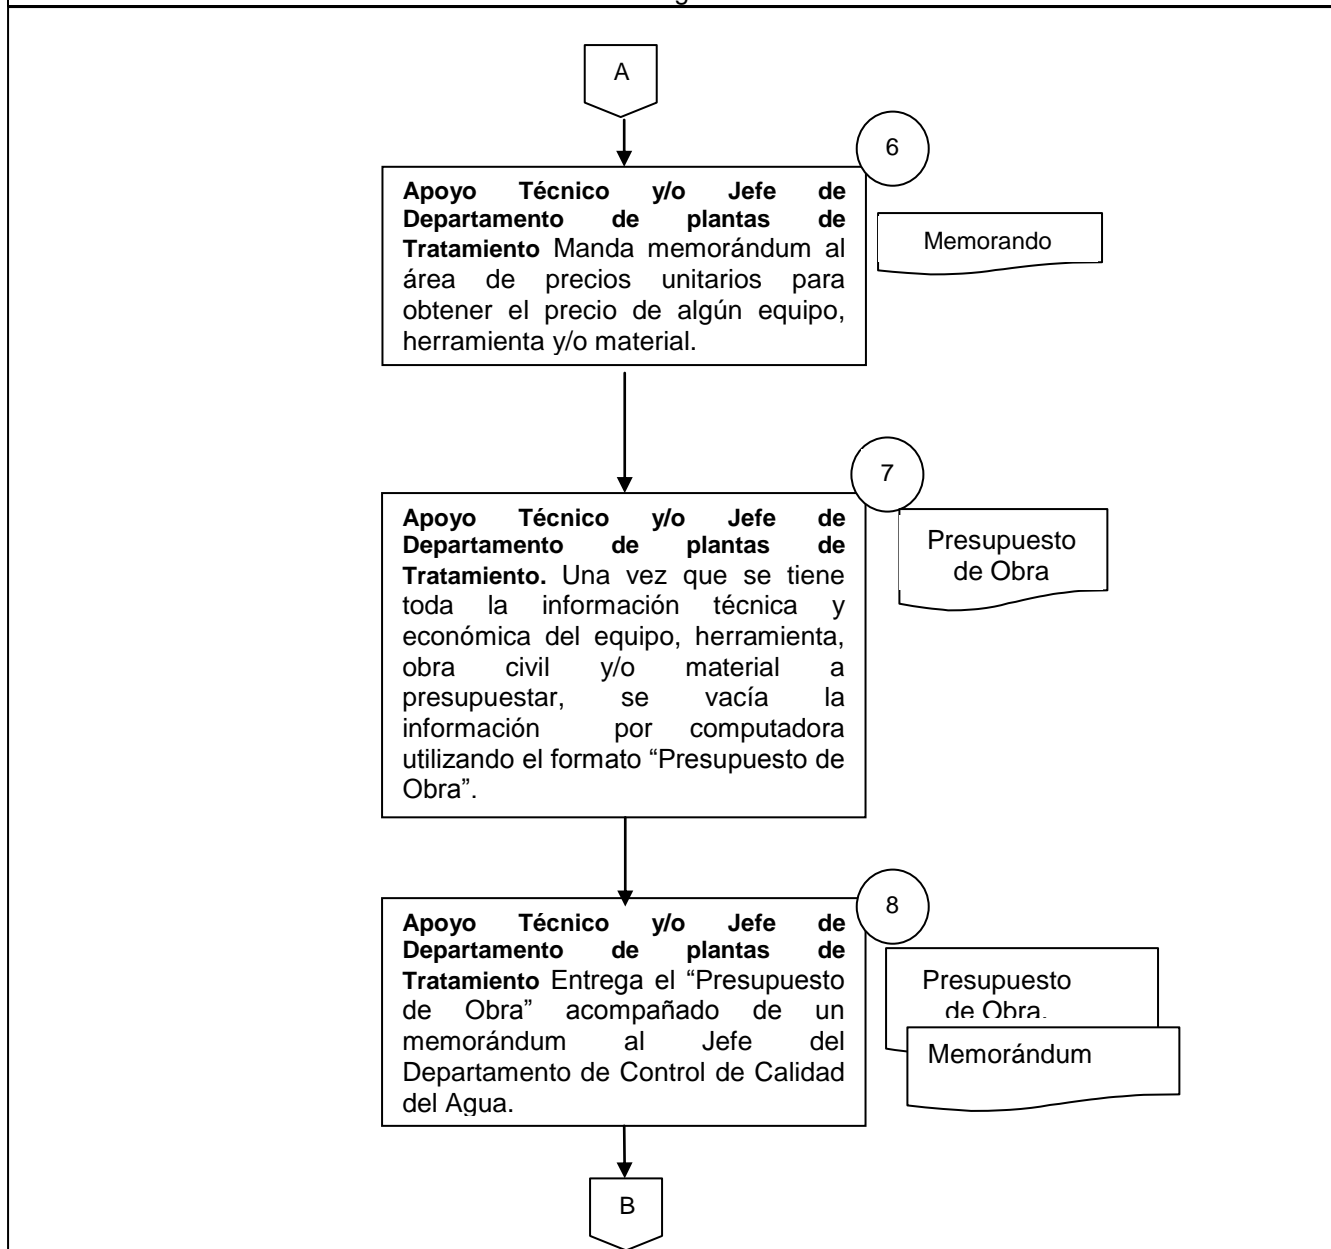 A
6
Apoyo Técnico y/o Jefe de
Departamento de plantas de
Tratamiento Manda memorándum al
área de precios unitarios para
obtener el precio de algún equipo,
herramienta y/o material.
Memorando
7
Apoyo Técnico y/o Jefe de
Departamento de plantas de
Tratamiento. Una vez que se tiene
toda la información técnica y
económica del equipo, herramienta,
obra civil y/o material a
presupuestar, se vacía la
información por computadora
utilizando el formato “Presupuesto de
Obra”.
Presupuesto
de Obra
8
Apoyo Técnico y/o Jefe de
Departamento de plantas de
Tratamiento Entrega el “Presupuesto
de Obra” acompañado de un
memorándum al Jefe del
Departamento de Control de Calidad
del Agua.
Presupuesto
de Obra.
Memorándum
B